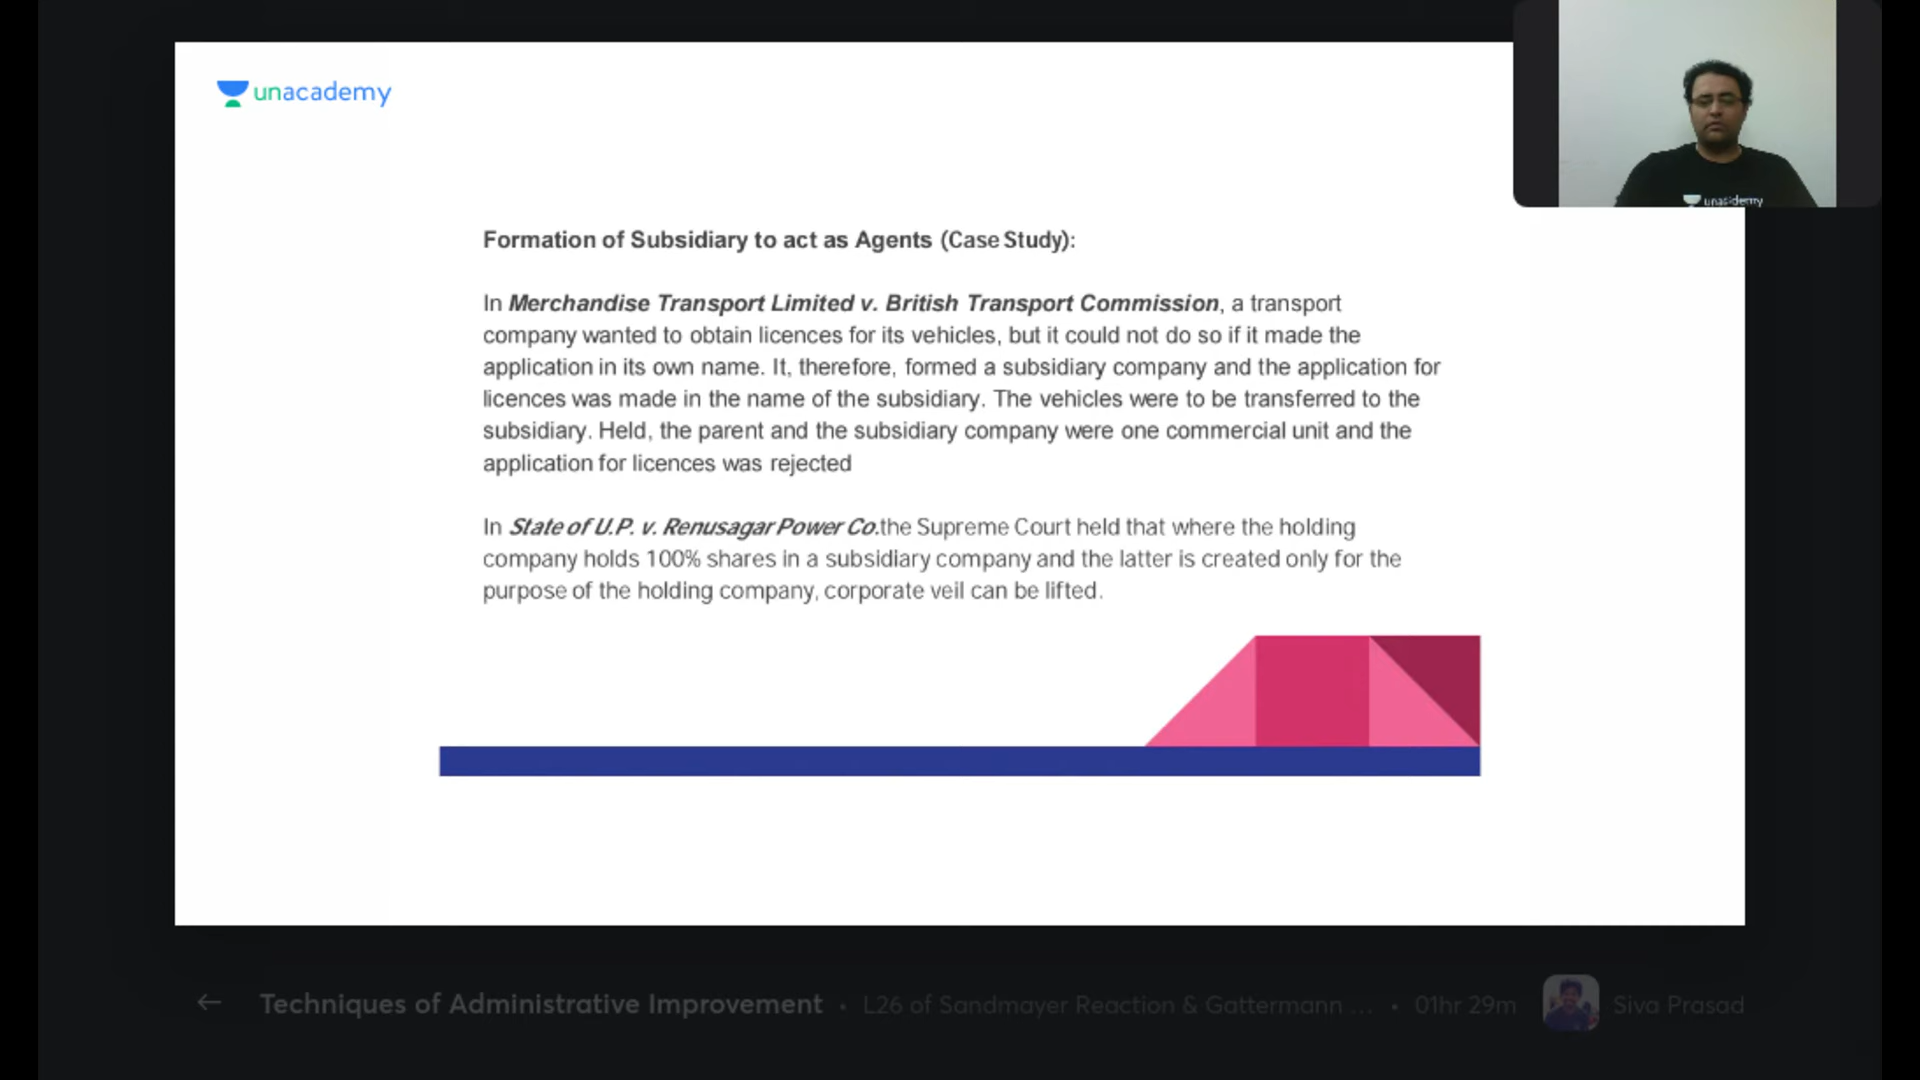 unacademy
unacademy
Formation of Subsidiary to act as Agents (Case Study):
In Merchandise Transport Limited v. British Transport Commission, a transport
company wanted to obtain licences for its vehicles, but it could not do so if it made the
application in its own name. It, therefore, formed a subsidiary company and the application for
licences was made in the name of the subsidiary. The vehicles were to be transferred to the
subsidiary. Held, the parent and the subsidiary company were one commercial unit and the
application for licences was rejected
In State of U.P. v. Renusagar Power Co.the Supreme Court held that where the holding
company holds 100% shares in a subsidiary company and the latter is created only for the
purpose of the holding company, corporate veil can be lifted.
Techniques of Administrative Improvement • L26 of Sandmayer Reaction & Gattermann ... • 01hr 29m Siva Prasad